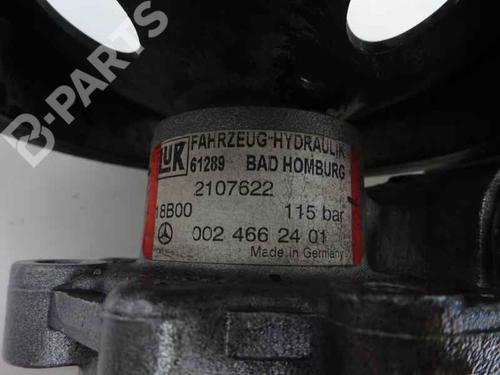 LUK FAHRZEUG-HYDRAULIK
61289 BAD HOMBURG
2107622
18B00 115 bar
002 466 24 01
Made in Germany
B-PARTS